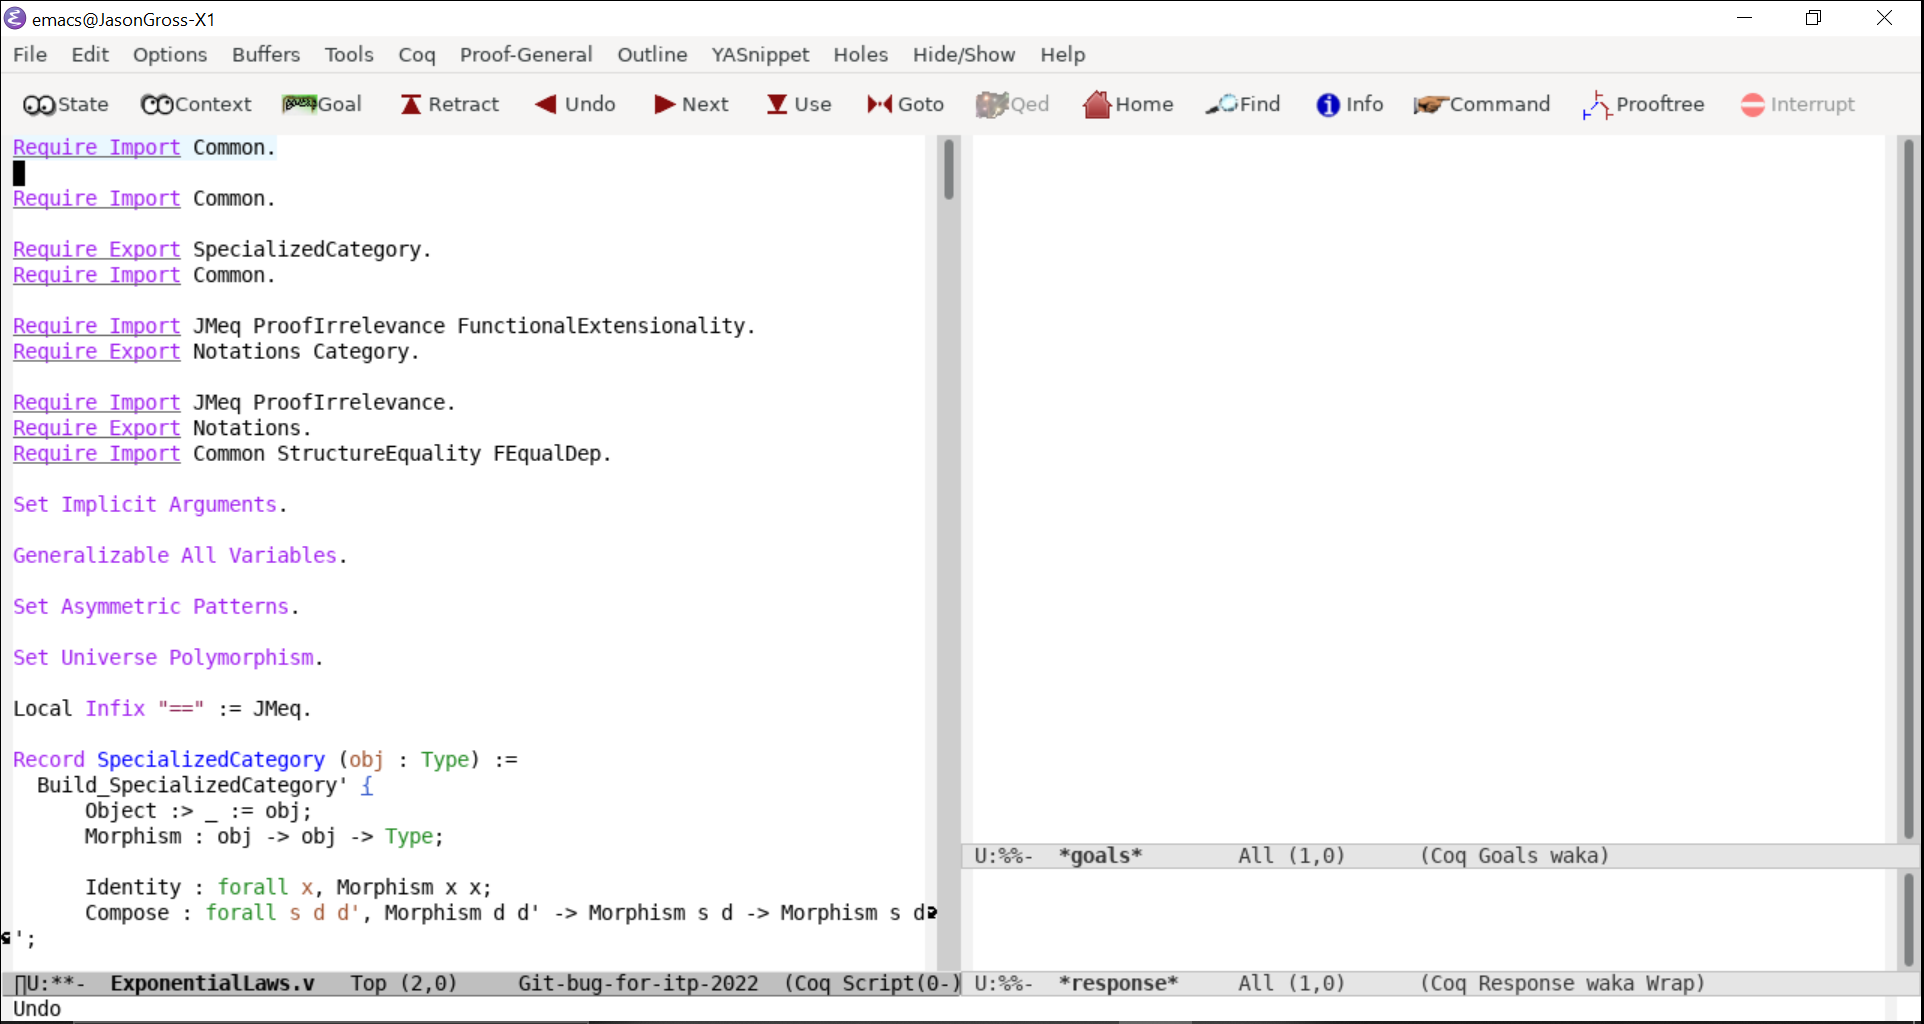 emacs@JasonGross-X1
File Edit Options Buffers Tools Coq Proof-General Outline YASnippet Holes Hide/Show Help
State Context Goal Retract Undo Next Use Goto Qed Home Find Info Command Prooftree Interrupt
Require Import Common.
Require Import Common.
Require Export SpecializedCategory.
Require Import Common.
Require Import JMeq ProofIrrelevance FunctionalExtensionality.
Require Export Notations Category.
Require Import JMeq ProofIrrelevance.
Require Export Notations.
Require Import Common StructureEquality FEqualDep.
Set Implicit Arguments.
Generalizable All Variables.
Set Asymmetric Patterns.
Set Universe Polymorphism.
Local Infix "==" := JMeq.
Record SpecializedCategory (obj : Type) :=
Build_SpecializedCategory' {
Object :> _ := obj;
Morphism : obj -> obj -> Type;
Identity : forall x, Morphism x x;
Compose : forall s d d', Morphism d d' -> Morphism s d -> Morphism s d
';
U:**- ExponentialLaws.v Top (2,0) Git-bug-for-itp-2022 (Coq Script(0-)
Undo
U:%%- *goals* All (1,0) (Coq Goals waka)
U:%%- *response* All (1,0) (Coq Response waka Wrap)